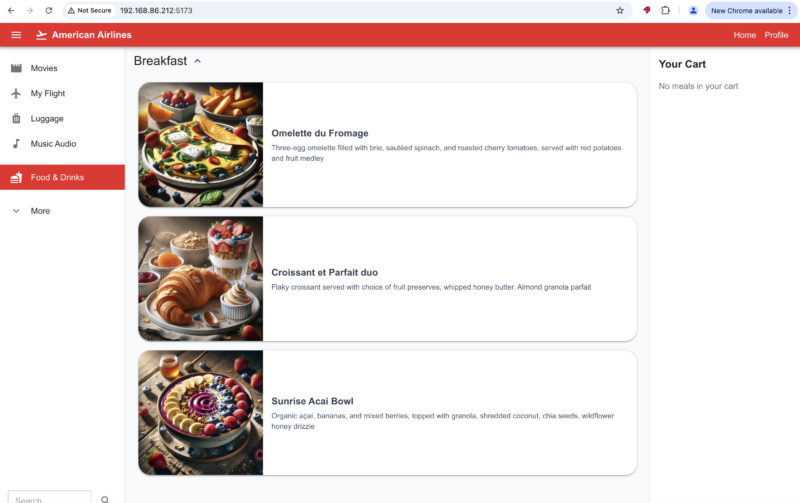 Not Secure 192.168.86.212:5173
New Chrome available
American Airlines
Home Profile
Movies
My Flight
Luggage
Music Audio
Food & Drinks
More
Search
Breakfast
Omelette du Fromage
Three-egg omelette filled with brie, sautéed spinach, and roasted cherry tomatoes, served with red potatoes
and fruit medley
Croissant et Parfait duo
Flaky croissant served with choice of fruit preserves, whipped honey butter. Almond granola parfait
Sunrise Acai Bowl
Organic açaí, bananas, and mixed berries, topped with granola, shredded coconut, chia seeds, wildflower
honey drizzle
Your Cart
No meals in your cart